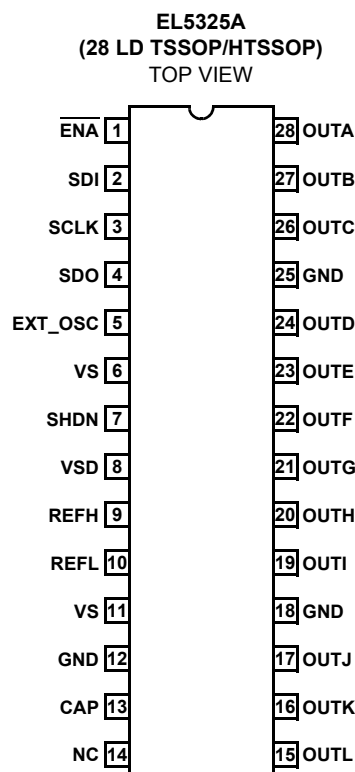 EL5325A
(28 LD TSSOP/HTSSOP)
TOP VIEW
ENA 1 28 OUTA
SDI 2 27 OUTB
SCLK 3 26 OUTC
SDO 4 25 GND
EXT_OSC 5 24 OUTD
VS 6 23 OUTE
SHDN 7 22 OUTF
VSD 8 21 OUTG
REFH 9 20 OUTH
REFL 10 19 OUTI
VS 11 18 GND
GND 12 17 OUTJ
CAP 13 16 OUTK
NC 14 15 OUTL